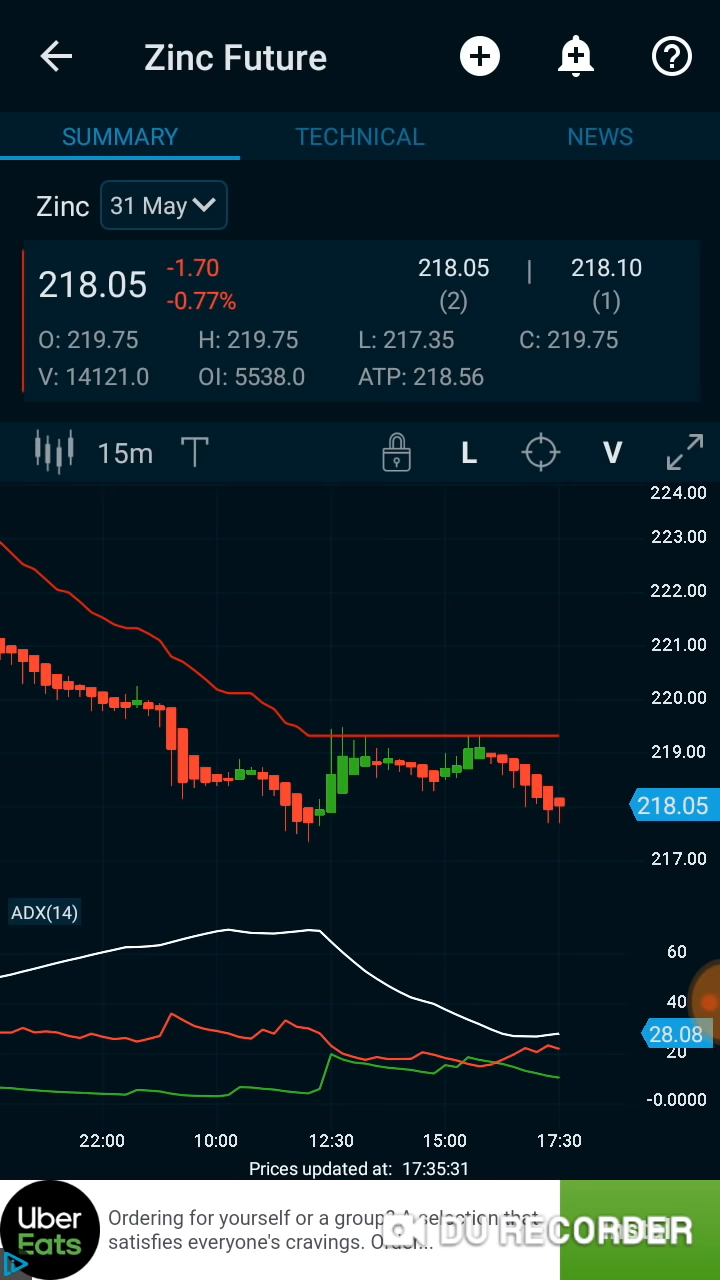 Zinc Future
SUMMARY TECHNICAL NEWS
Zinc 31 May
218.05 -1.70 218.05 | 218.10
-0.77% (2) (1)
O: 219.75 H: 219.75 L: 217.35 C: 219.75
V: 14121.0 OI: 5538.0 ATP: 218.56
15m T L V
224.00
223.00
222.00
221.00
220.00
219.00
218.05
217.00
ADX(14)
60
40
28.08
20
-0.0000
22:00 10:00 12:30 15:00 17:30
Prices updated at: 17:35:31
Uber Eats
Ordering for yourself or a group? A selection that
satisfies everyone's cravings. Order...
DU RECORDER